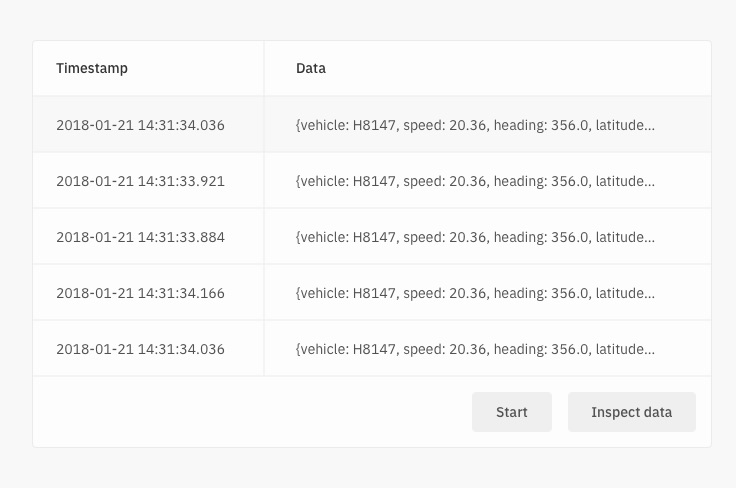 Timestamp Data
2018-01-21 14:31:34.036 {vehicle: H8147, speed: 20.36, heading: 356.0, latitude...
2018-01-21 14:31:33.921 {vehicle: H8147, speed: 20.36, heading: 356.0, latitude...
2018-01-21 14:31:33.884 {vehicle: H8147, speed: 20.36, heading: 356.0, latitude...
2018-01-21 14:31:34.166 {vehicle: H8147, speed: 20.36, heading: 356.0, latitude...
2018-01-21 14:31:34.036 {vehicle: H8147, speed: 20.36, heading: 356.0, latitude...
Start Inspect data